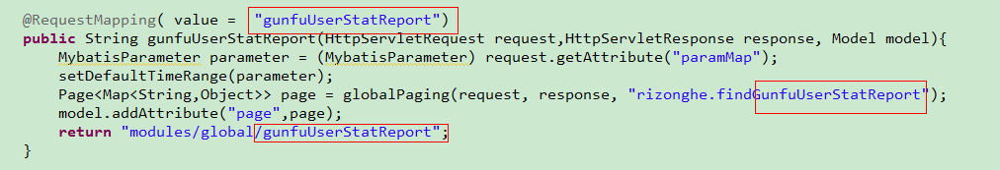 @RequestMapping( value = "gunfuUserStatReport")
public String gunfuUserStatReport(HttpServletRequest request,HttpServletResponse response, Model model){
MybatisParameter parameter = (MybatisParameter) request.getAttribute("paramMap");
setDefaultTimeRange(parameter);
Page<Map<String,Object>> page = globalPaging(request, response, "rizonghe.findGunfuUserStatReport");
model.addAttribute("page",page);
return "modules/global/gunfuUserStatReport";
}